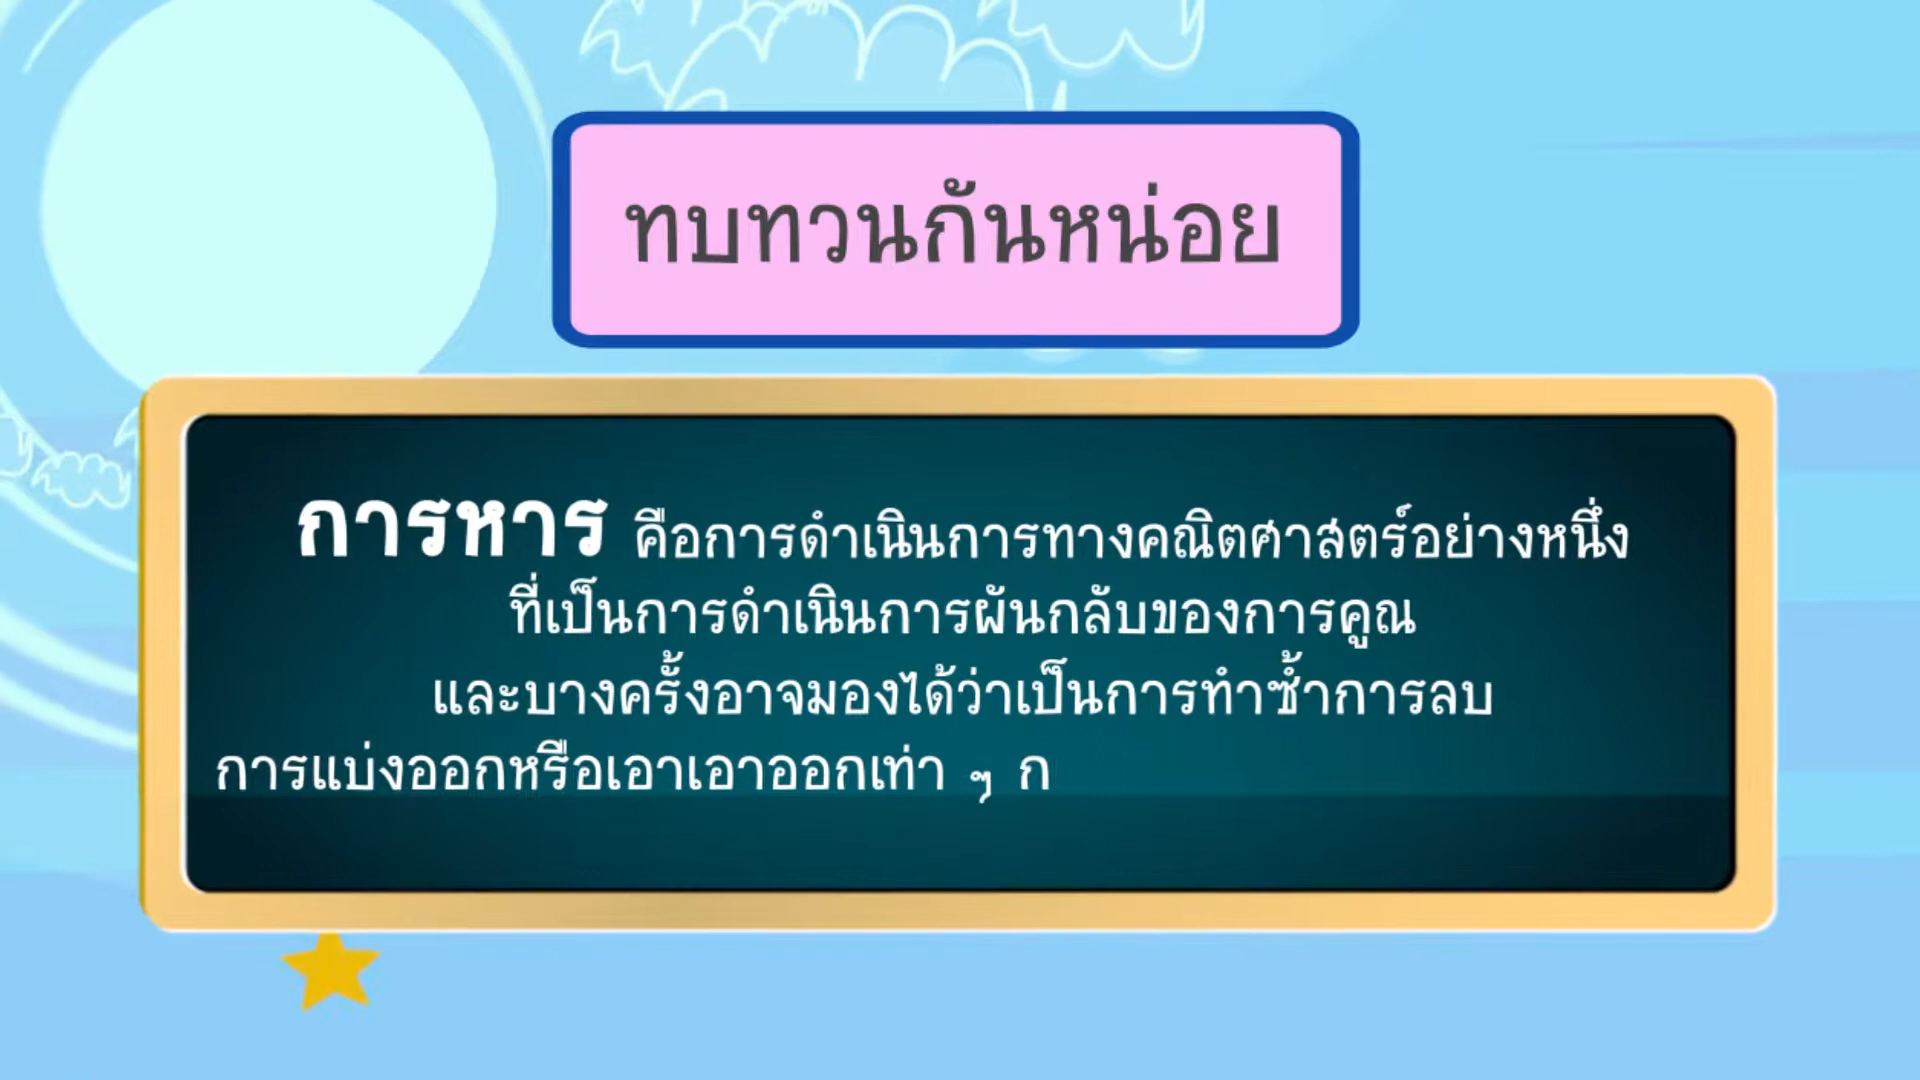 ทบทวนกันหน่อย
การหาร คือการดำเนินการทางคณิตศาสตร์อย่างหนึ่ง
ที่เป็นการดำเนินการผันกลับของการคูณ
และบางครั้งอาจมองได้ว่าเป็นการทำซ้ำการลบ
การแบ่งออกหรือเอาเอาออกเท่า ๆ ก